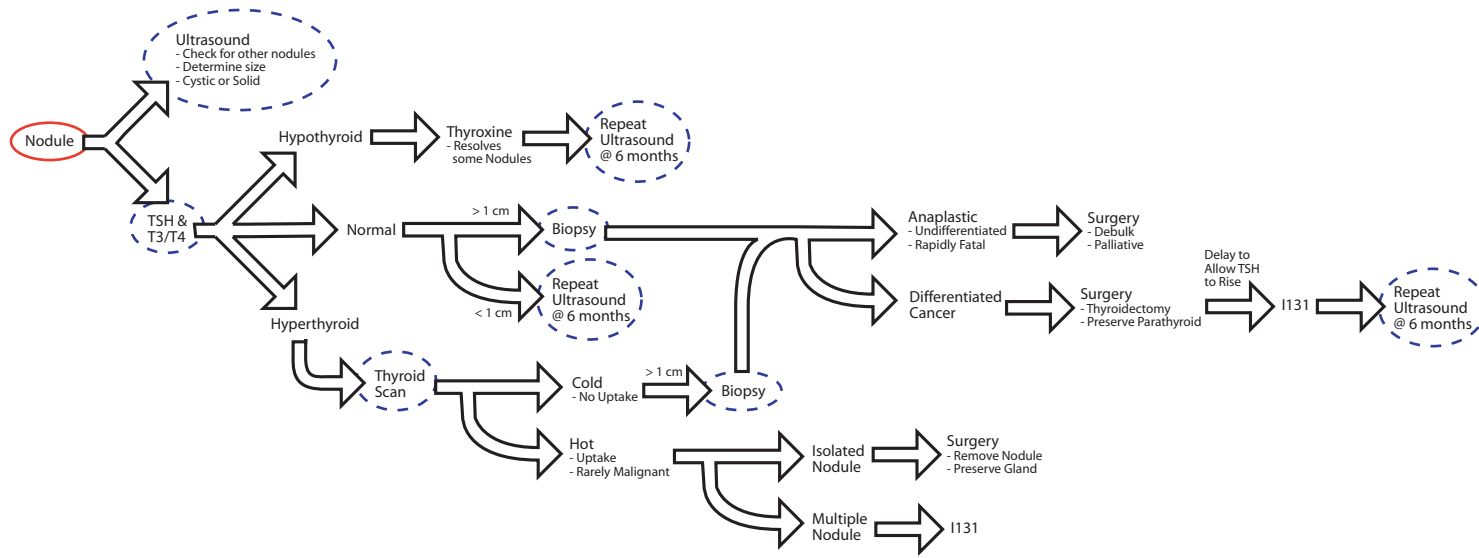 Nodule
Ultrasound
- Check for other nodules
- Determine size
- Cystic or Solid
TSH &
T3/T4
Hypothyroid
Thyroxine
- Resolves
some Nodules
Repeat
Ultrasound
@ 6 months
Normal
> 1 cm
Biopsy
< 1 cm
Repeat
Ultrasound
@ 6 months
Anaplastic
- Undifferentiated
- Rapidly Fatal
Surgery
- Debulk
- Palliative
Differentiated
Cancer
Surgery
- Thyroidectomy
- Preserve Parathyroid
Delay to
Allow TSH
to Rise
I131
Repeat
Ultrasound
@ 6 months
Hyperthyroid
Thyroid
Scan
Cold
- No Uptake
> 1 cm
Biopsy
Hot
- Uptake
- Rarely Malignant
Isolated
Nodule
Surgery
- Remove Nodule
- Preserve Gland
Multiple
Nodule
I131